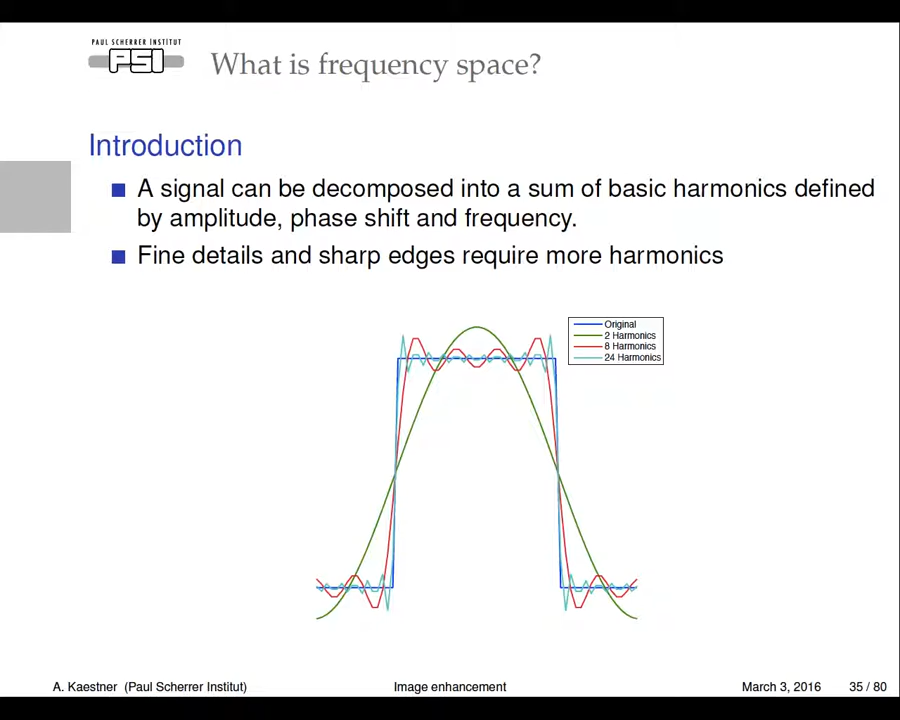 PAUL SCHERRER INSTITUT
PSI
What is frequency space?
Introduction
A signal can be decomposed into a sum of basic harmonics defined
by amplitude, phase shift and frequency.
Fine details and sharp edges require more harmonics
Original
2 Harmonics
8 Harmonics
24 Harmonics
A. Kaestner (Paul Scherrer Institut)
Image enhancement
March 3, 2016
35 / 80